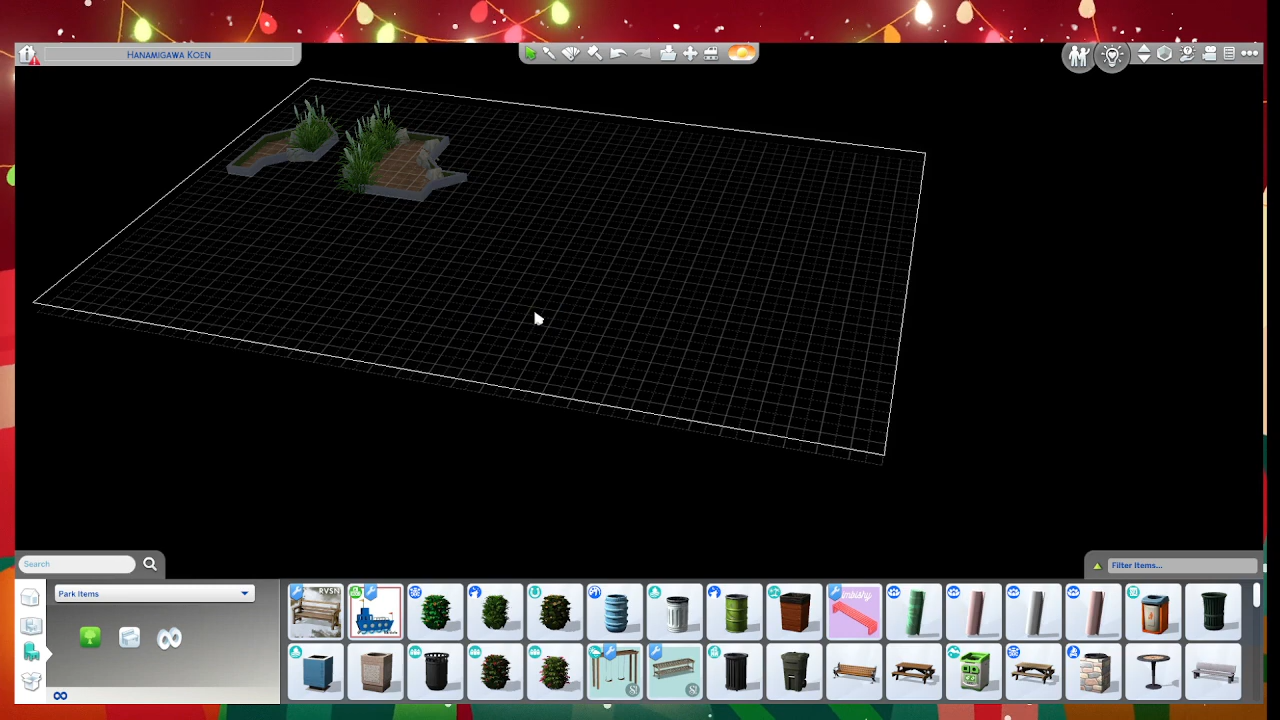 HANAMIGAWA KOEN
Search
Filter Items...
Park Items
RVSN